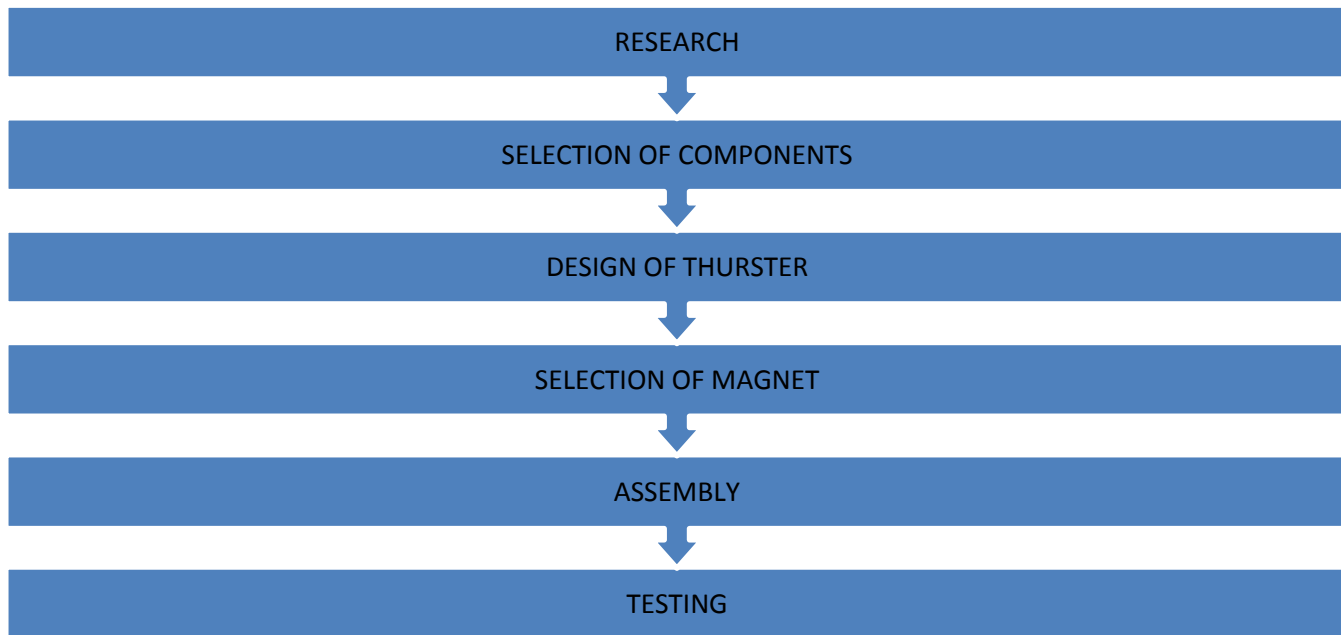 RESEARCH
SELECTION OF COMPONENTS
DESIGN OF THURSTER
SELECTION OF MAGNET
ASSEMBLY
TESTING